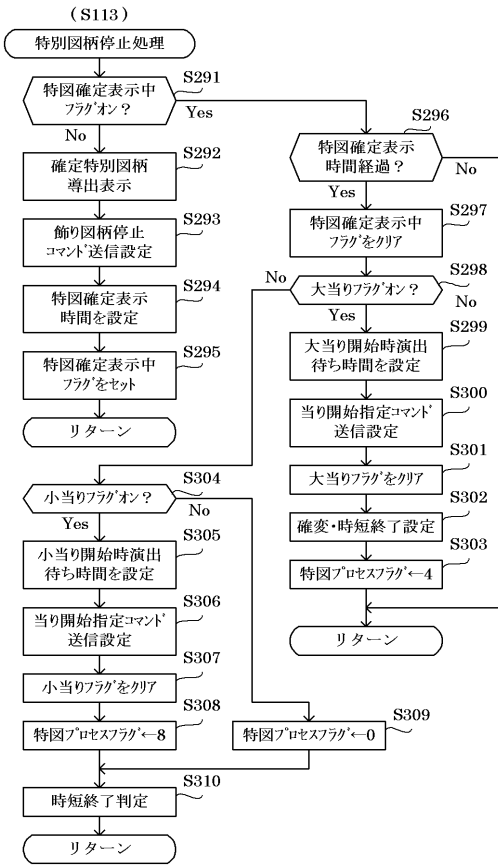 (S113)
特別図柄停止処理
S291
特図確定表示中
フラグオン？
Yes
No
S292
確定特別図柄
導出表示
S293
飾り図柄停止
コマンド送信設定
S294
特図確定表示
時間を設定
S295
特図確定表示中
フラグをセット
リターン
S296
特図確定表示
時間経過？
No
Yes
S297
特図確定表示中
フラグをクリア
S298
No
大当りフラグオン？
No
Yes
S299
大当り開始時演出
待ち時間を設定
S300
当り開始指定コマンド
送信設定
S301
大当りフラグをクリア
S302
確変・時短終了設定
S303
特図プロセスフラグ←4
リターン
S304
小当りフラグオン？
Yes
No
S305
小当り開始時演出
待ち時間を設定
S306
当り開始指定コマンド
送信設定
S307
小当りフラグをクリア
S308
特図プロセスフラグ←8
S309
特図プロセスフラグ←0
S310
時短終了判定
リターン